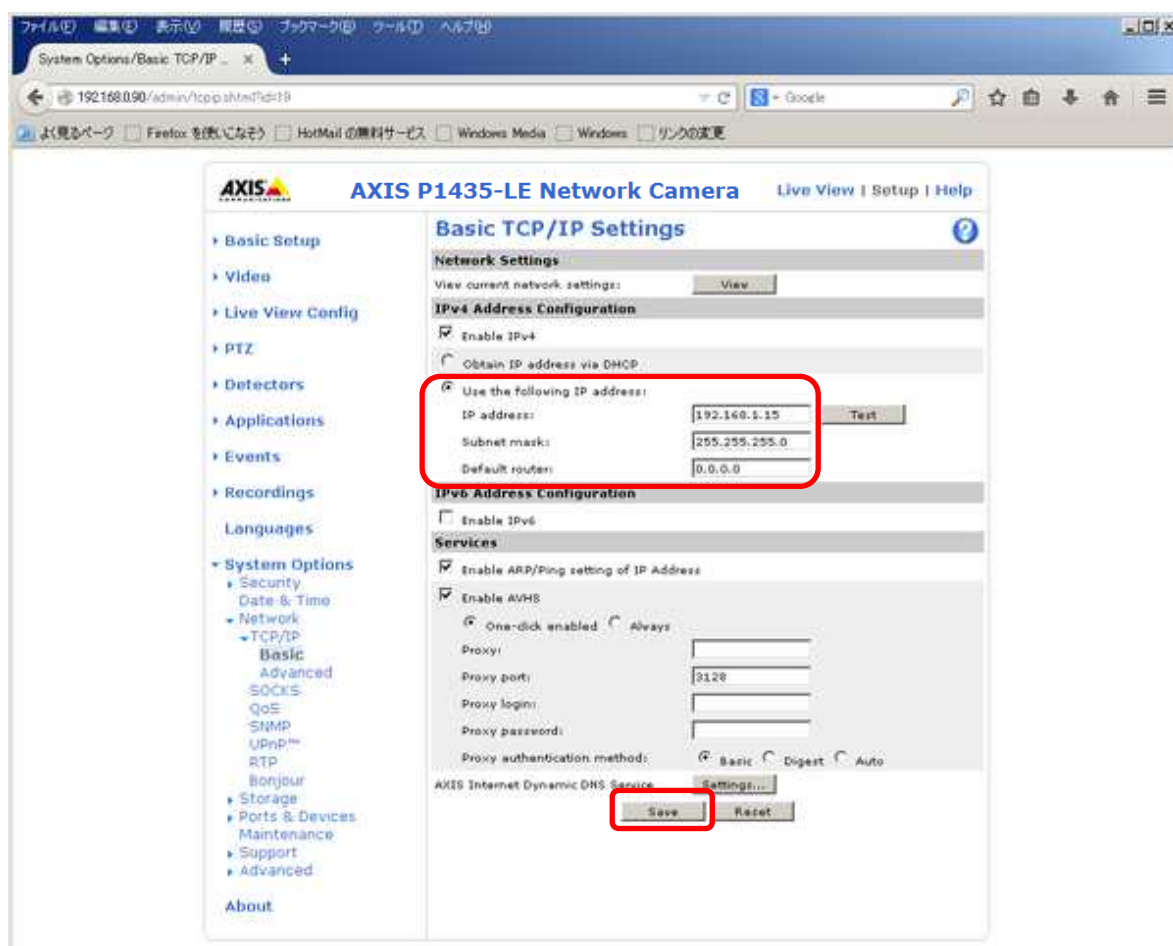 ファイル(F) 編集(E) 表示(V) 履歴(S) ブックマーク(B) ツール(T) ヘルプ(H)
System Options/Basic TCP/IP ...
192.168.0.90/admin/tcpip.shtml?id=19
Google
よく見るページ Firefox を使いこなそう HotMail の無料サービス Windows Media Windows リンクの変更
AXIS
COMMUNICATIONS
AXIS P1435-LE Network Camera
Live View | Setup | Help
Basic Setup
Video
Live View Config
PTZ
Detectors
Applications
Events
Recordings
Languages
System Options
Security
Date & Time
Network
TCP/IP
Basic
Advanced
SOCKS
QoS
SNMP
UPnP™
RTP
Bonjour
Storage
Ports & Devices
Maintenance
Support
Advanced
About
Basic TCP/IP Settings
Network Settings
View current network settings: View
IPv4 Address Configuration
Enable IPv4
Obtain IP address via DHCP
Use the following IP address:
IP address: 192.168.1.15 Test
Subnet mask: 255.255.255.0
Default router: 0.0.0.0
IPv6 Address Configuration
Enable IPv6
Services
Enable ARP/Ping setting of IP Address
Enable AVHS
One-click enabled Always
Proxy:
Proxy port: 3128
Proxy login:
Proxy password:
Proxy authentication method: Basic Digest Auto
AXIS Internet Dynamic DNS Service Settings...
Save Reset